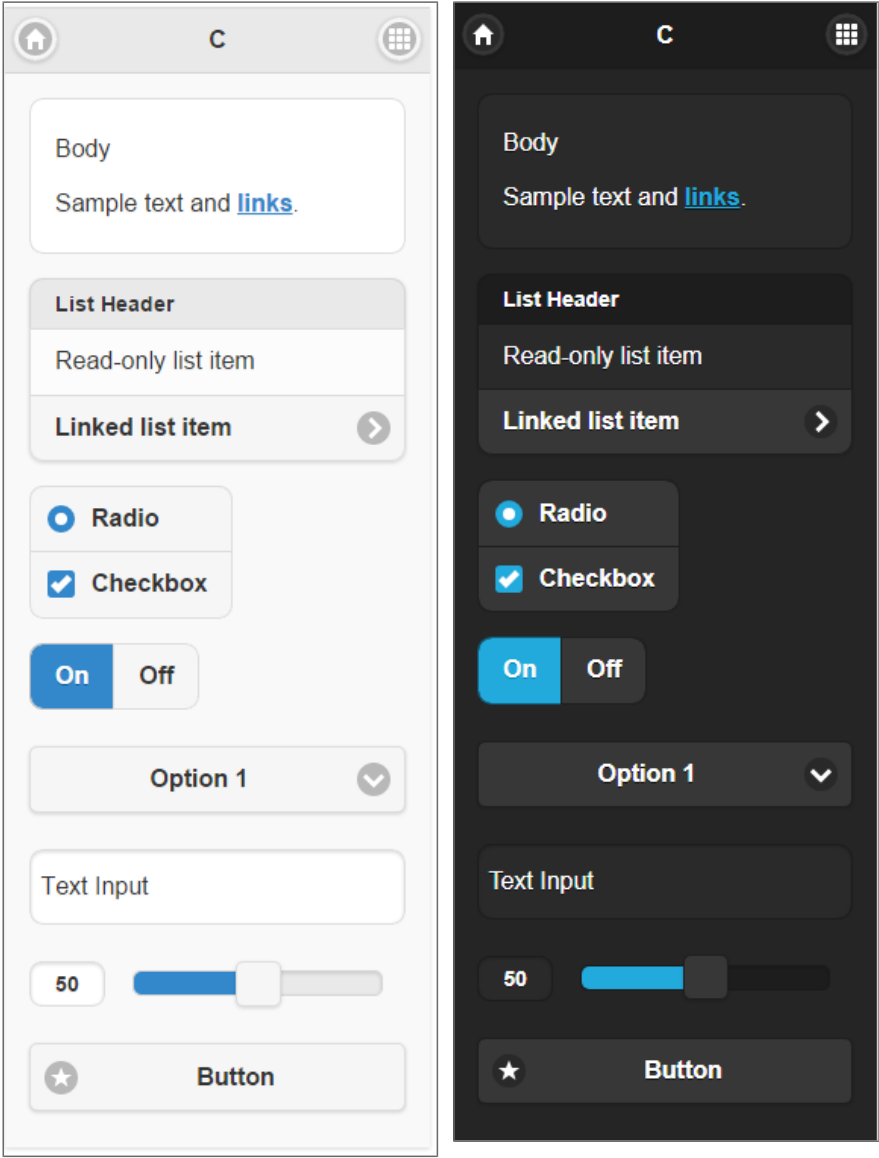 C
Body
Sample text and links.
List Header
Read-only list item
Linked list item
Radio
Checkbox
On Off
Option 1
Text Input
50
Button
C
Body
Sample text and links.
List Header
Read-only list item
Linked list item
Radio
Checkbox
On Off
Option 1
Text Input
50
Button